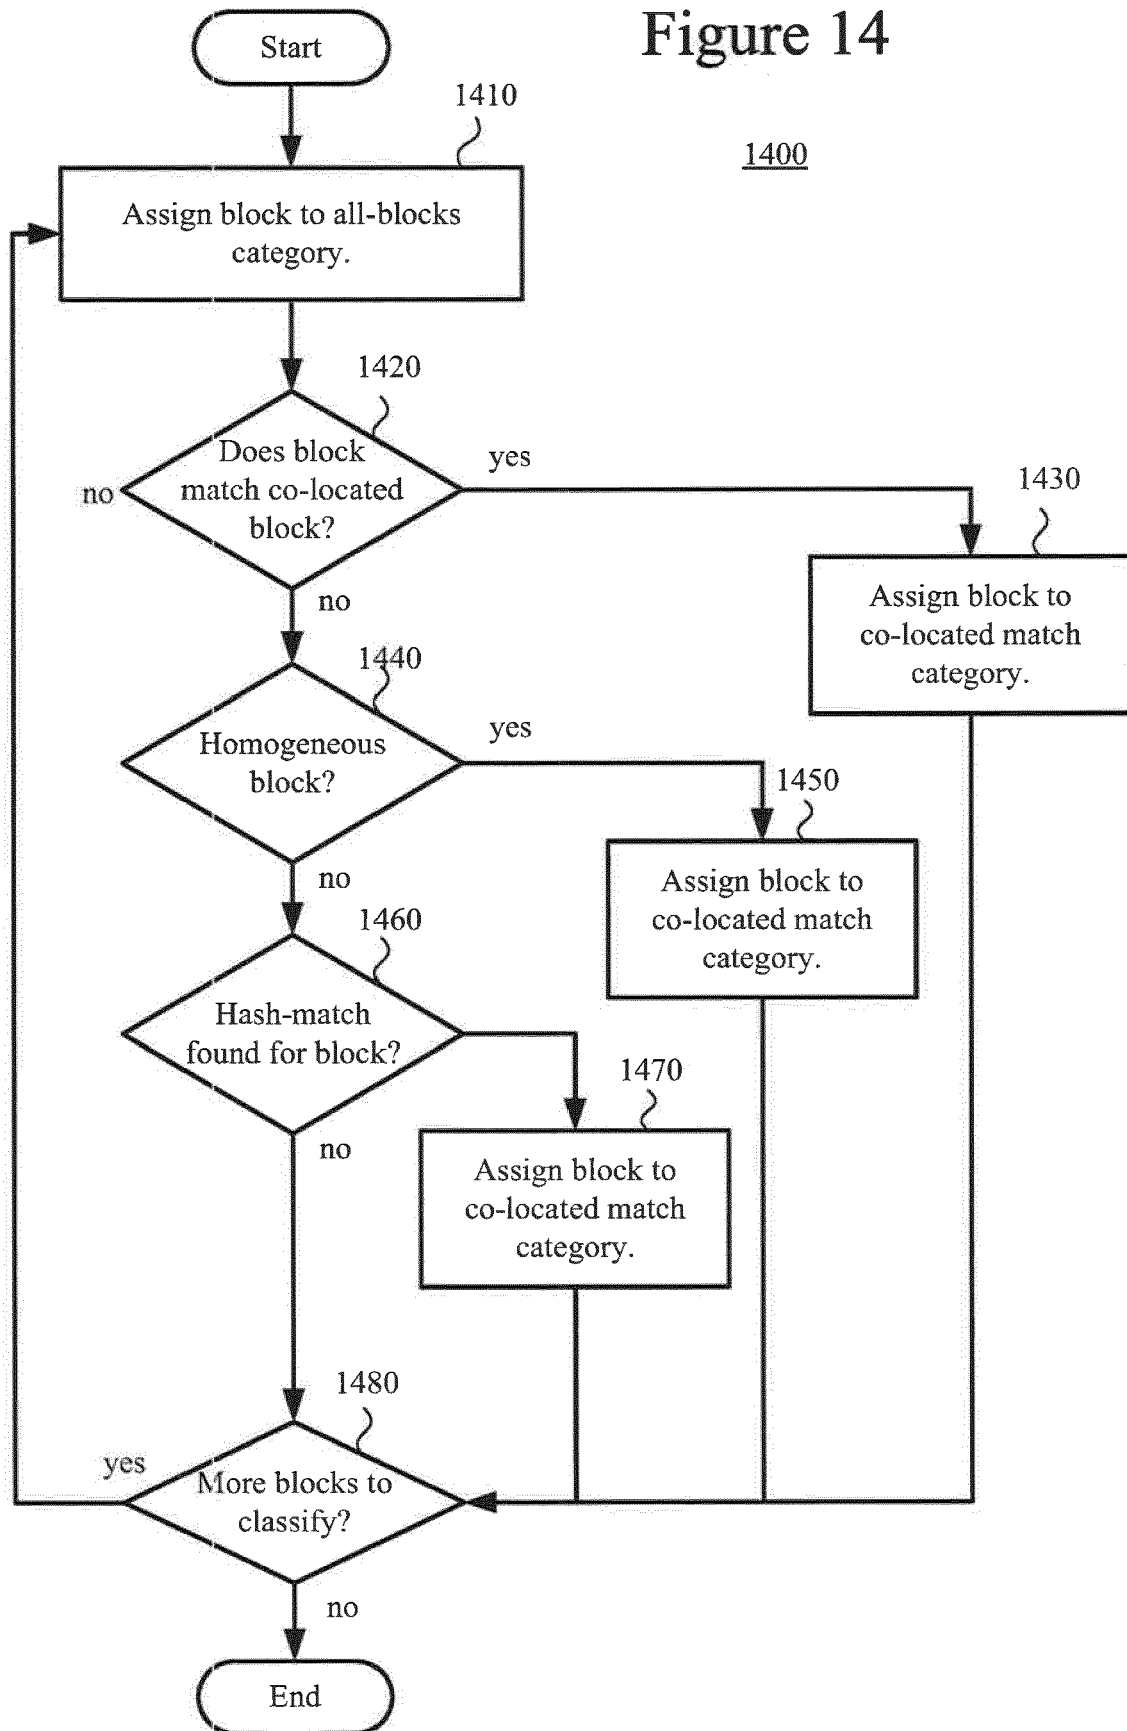 Figure 14
Start
1410
1400
Assign block to all-blocks
category.
1420
Does block
match co-located
block?
yes
no
no
1430
Assign block to
co-located match
category.
1440
Homogeneous
block?
yes
no
1450
Assign block to
co-located match
category.
1460
Hash-match
found for block?
no
1470
Assign block to
co-located match
category.
1480
yes
More blocks to
classify?
no
End